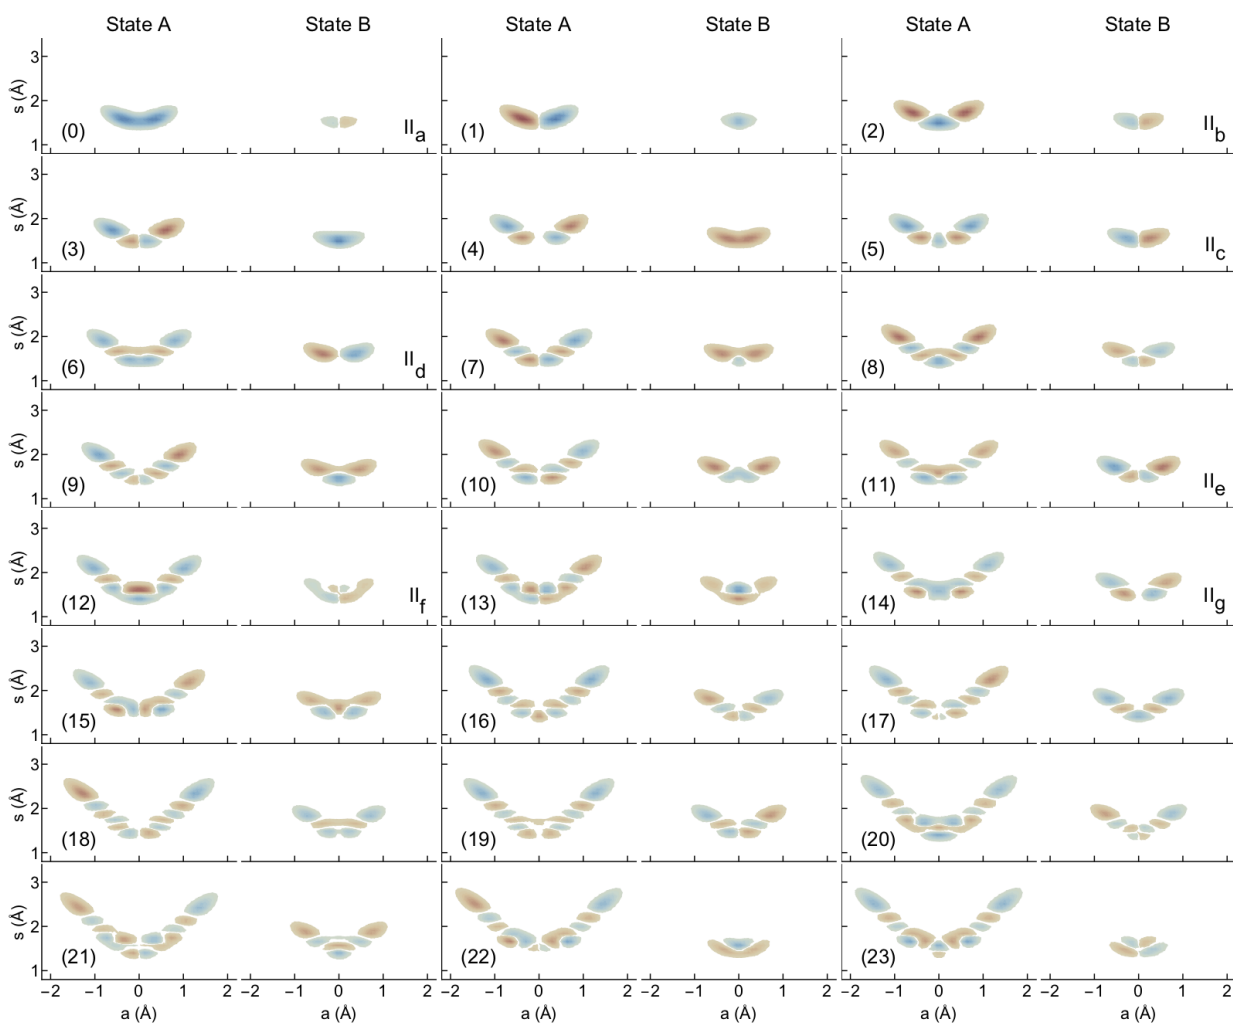 State A State B State A State B State A State B
3
2
1
s (Å)
(0) II_a (1) (2) II_b
3
2
1
s (Å)
(3) (4) (5) II_c
3
2
1
s (Å)
(6) II_d (7) (8) II_g
3
2
1
s (Å)
(9) (10) (11) II_e
3
2
1
s (Å)
(12) II_f (13) (14) II_g
3
2
1
s (Å)
(15) (16) (17)
3
2
1
s (Å)
(18) (19) (20)
3
2
1
s (Å)
(21) (22) (23)
−2 −1 0 1 2 −2 −1 0 1 2 −2 −1 0 1 2 −2 −1 0 1 2 −2 −1 0 1 2 −2 −1 0 1 2
a (Å) a (Å) a (Å) a (Å) a (Å) a (Å)